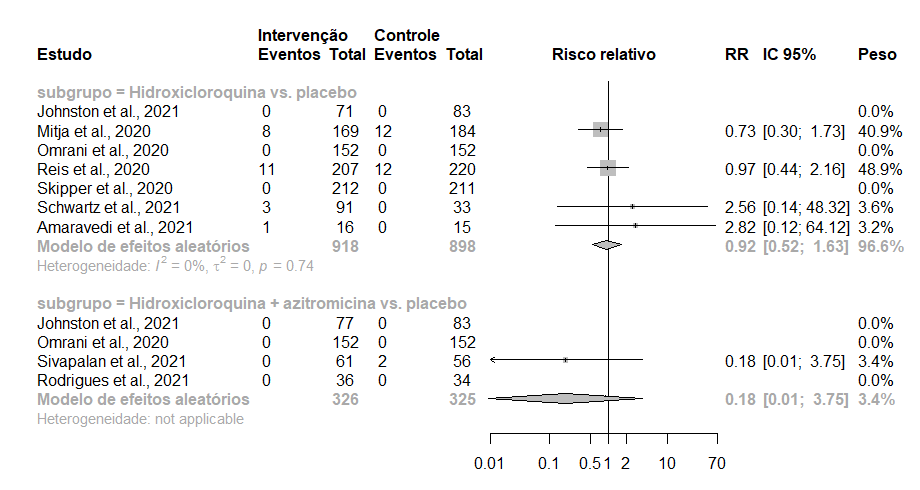 Intervenção Controle
Estudo Eventos Total Eventos Total Risco relativo RR IC 95% Peso
subgrupo = Hidroxicloroquina vs. placebo
Johnston et al., 2021 0 71 0 83 0.0%
Mitja et al., 2020 8 169 12 184 0.73 [0.30; 1.73] 40.9%
Omrani et al., 2020 0 152 0 152 0.0%
Reis et al., 2020 11 207 12 220 0.97 [0.44; 2.16] 48.9%
Skipper et al., 2020 0 212 0 211 0.0%
Schwartz et al., 2021 3 91 0 33 2.56 [0.14; 48.32] 3.6%
Amaravedi et al., 2021 1 16 0 15 2.82 [0.12; 64.12] 3.2%
Modelo de efeitos aleatórios 918 898 0.92 [0.52; 1.63] 96.6%
Heterogeneidade: I² = 0%, τ² = 0, p = 0.74
subgrupo = Hidroxicloroquina + azitromicina vs. placebo
Johnston et al., 2021 0 77 0 83 0.0%
Omrani et al., 2020 0 152 0 152 0.0%
Sivapalan et al., 2021 0 61 2 56 0.18 [0.01; 3.75] 3.4%
Rodrigues et al., 2021 0 36 0 34 0.0%
Modelo de efeitos aleatórios 326 325 0.18 [0.01; 3.75] 3.4%
Heterogeneidade: not applicable
0.01 0.1 0.5 1 2 10 70